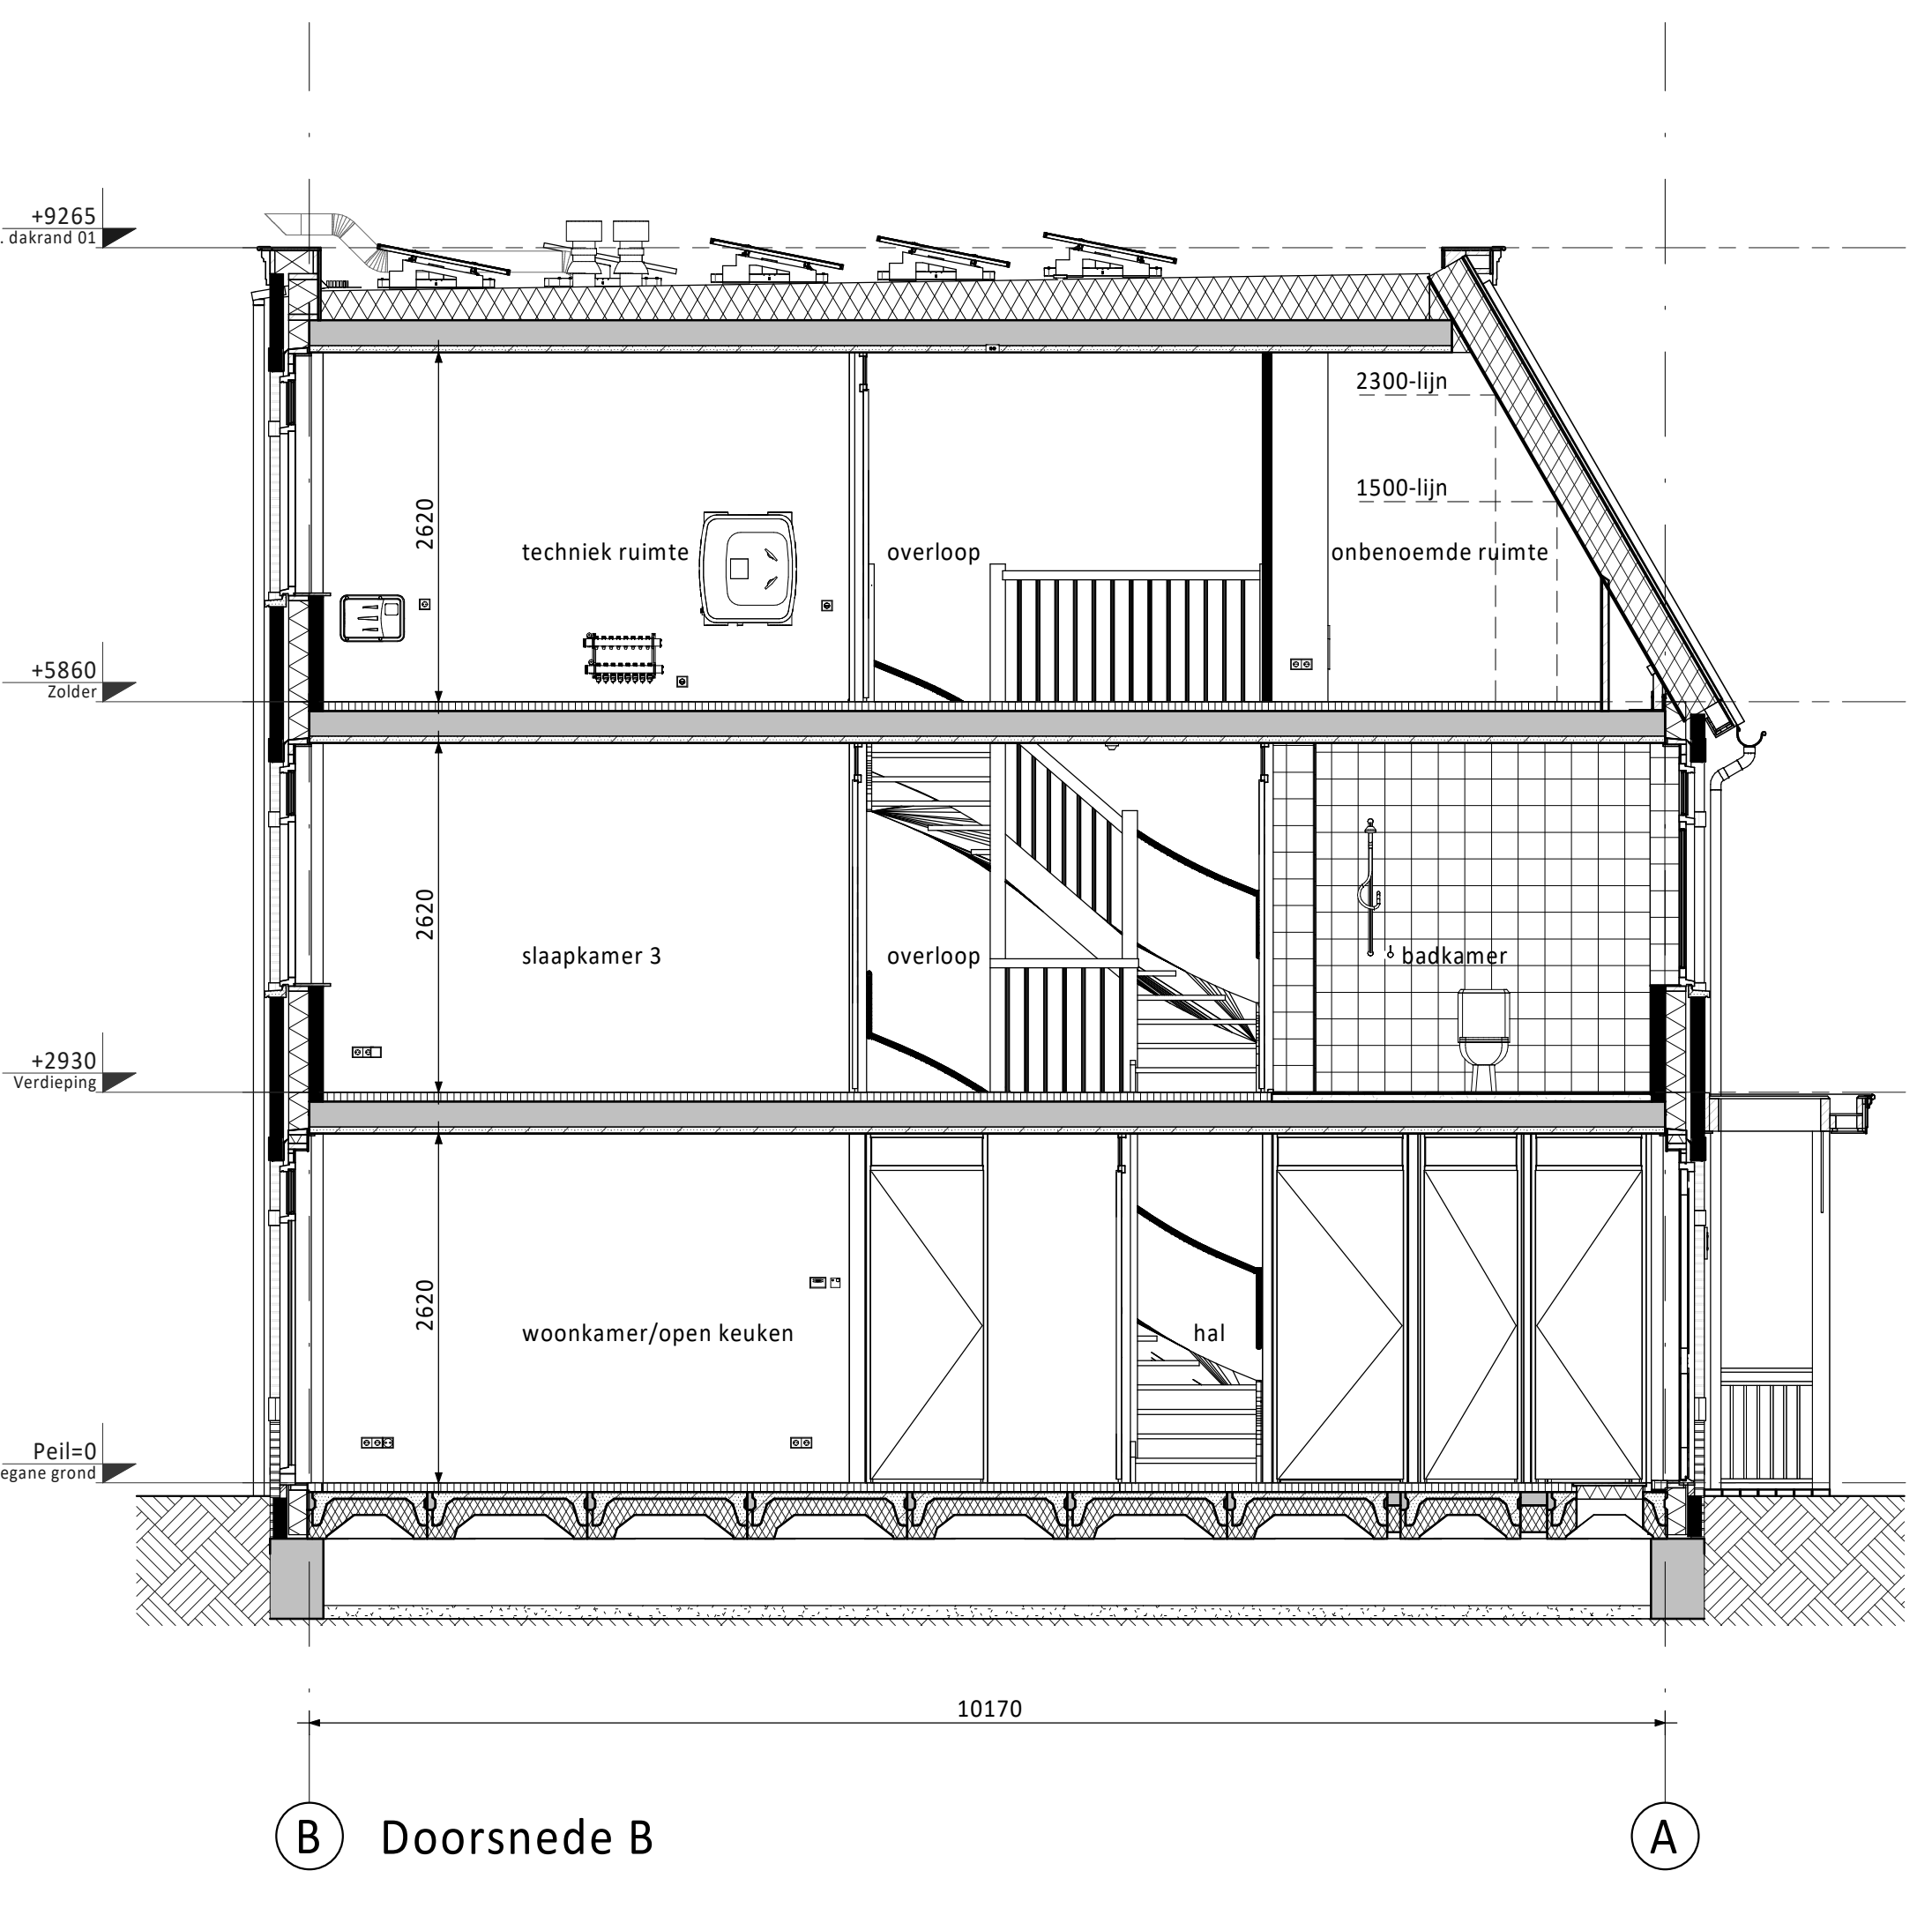 +9265
. dakrand 01
2300-lijn
1500-lijn
2620
techniek ruimte
overloop
onbenoemde ruimte
+5860
Zolder
2620
slaapkamer 3
overloop
badkamer
+2930
Verdieping
2620
woonkamer/open keuken
hal
Peil=0
egane grond
10170
B
Doorsnede B
A